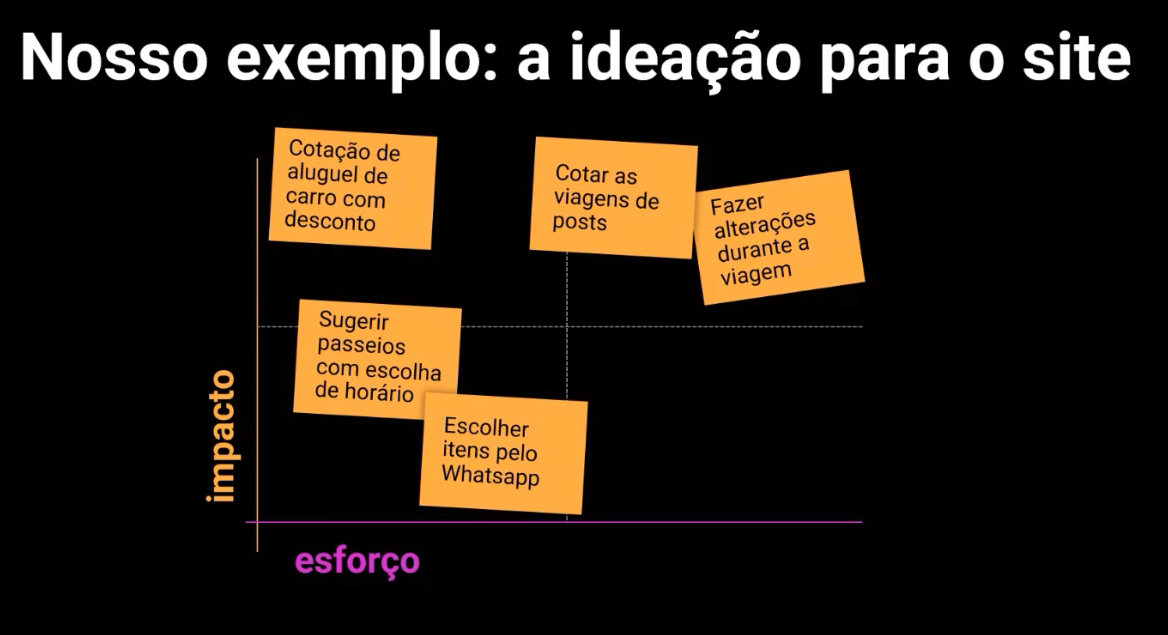 Nosso exemplo: a ideação para o site
Cotação de
aluguel de
carro com
desconto
Cotar as
viagens de
posts
Fazer
alterações
durante a
viagem
Sugerir
passeios
com escolha
de horário
Escolher
itens pelo
Whatsapp
impacto
esforço